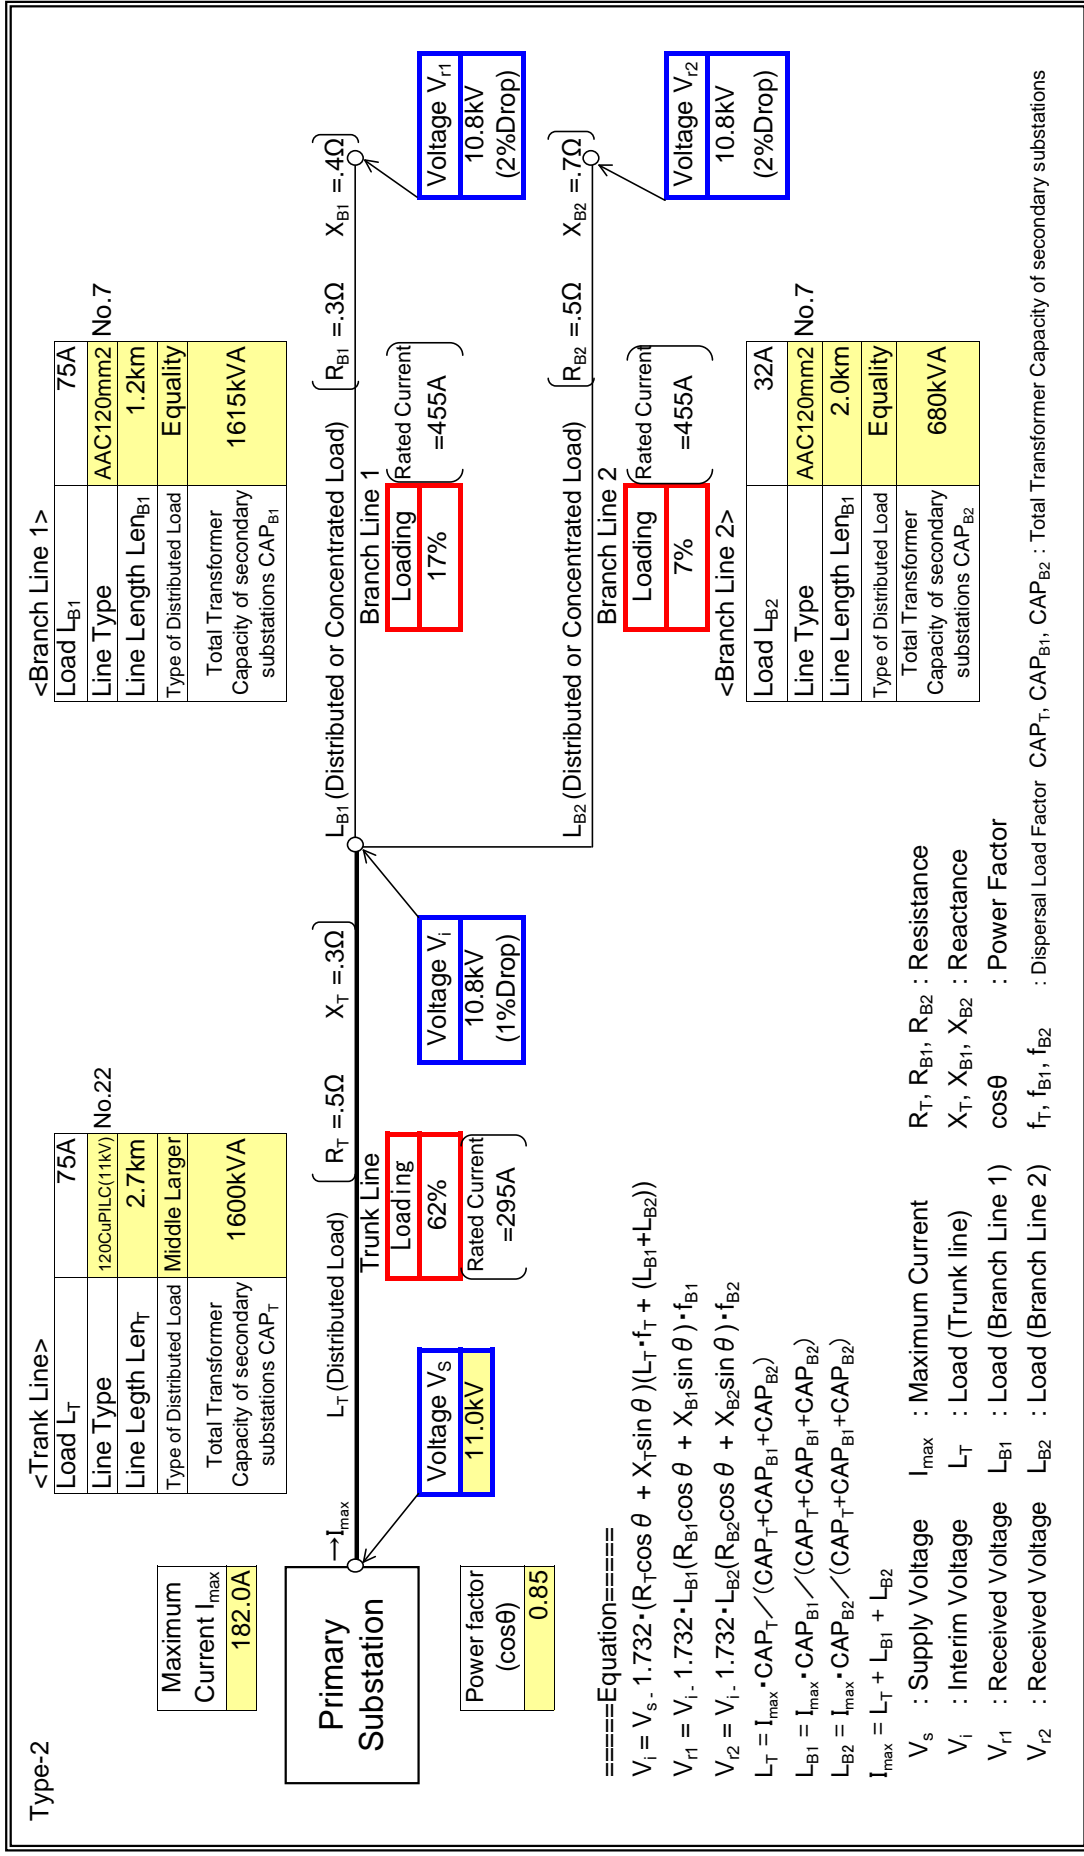 Type-2
Maximum
Current Imax
182.0A
<Trank Line>
Load LT 75A
Line Type 120CuPILC(11kV) No.22
Line Legth LenT 2.7km
Type of Distributed Load Middle Larger
Total Transformer
Capacity of secondary
substations CAPT
1600kVA
<Branch Line 1>
Load LB1 75A
Line Type AAC120mm2 No.7
Line Length LenB1 1.2km
Type of Distributed Load Equality
Total Transformer
Capacity of secondary
substations CAPB1
1615kVA
Primary
Substation
→Imax
LT (Distributed Load)
RT =.5Ω XT =.3Ω
LB1 (Distributed or Concentrated Load)
RB1 =.3Ω XB1 =.4Ω
Trunk Line
Loading
62%
Rated Current
=295A
Branch Line 1
Loading
17%
Rated Current
=455A
Voltage VS
11.0kV
Voltage Vi
10.8kV
(1%Drop)
Voltage Vr1
10.8kV
(2%Drop)
Power factor
(cosθ)
0.85
LB2 (Distributed or Concentrated Load)
RB2 =.5Ω XB2 =.7Ω
Branch Line 2
Loading
7%
Rated Current
=455A
Voltage Vr2
10.8kV
(2%Drop)
<Branch Line 2>
Load LB2 32A
Line Type AAC120mm2 No.7
Line Length LenB1 2.0km
Type of Distributed Load Equality
Total Transformer
Capacity of secondary
substations CAPB2
680kVA
=====Equation=====
Vi = Vs - 1.732・(RTcos θ + XTsin θ )(LT・fT + (LB1+LB2))
Vr1 = Vi - 1.732・LB1(RB1cos θ + XB1sin θ )・fB1
Vr2 = Vi - 1.732・LB2(RB2cos θ + XB2sin θ )・fB2
LT = Imax・CAPT／(CAPT+CAPB1+CAPB2)
LB1 = Imax・CAPB1／(CAPT+CAPB1+CAPB2)
LB2 = Imax・CAPB2／(CAPT+CAPB1+CAPB2)
Imax = LT + LB1 + LB2
Vs : Supply Voltage Imax : Maximum Current RT, RB1, RB2 : Resistance
Vi : Interim Voltage LT : Load (Trunk line) XT, XB1, XB2 : Reactance
Vr1 : Received Voltage LB1 : Load (Branch Line 1) cosθ : Power Factor
Vr2 : Received Voltage LB2 : Load (Branch Line 2) fT, fB1, fB2 : Dispersal Load Factor CAPT, CAPB1, CAPB2 : Total Transformer Capacity of secondary substations